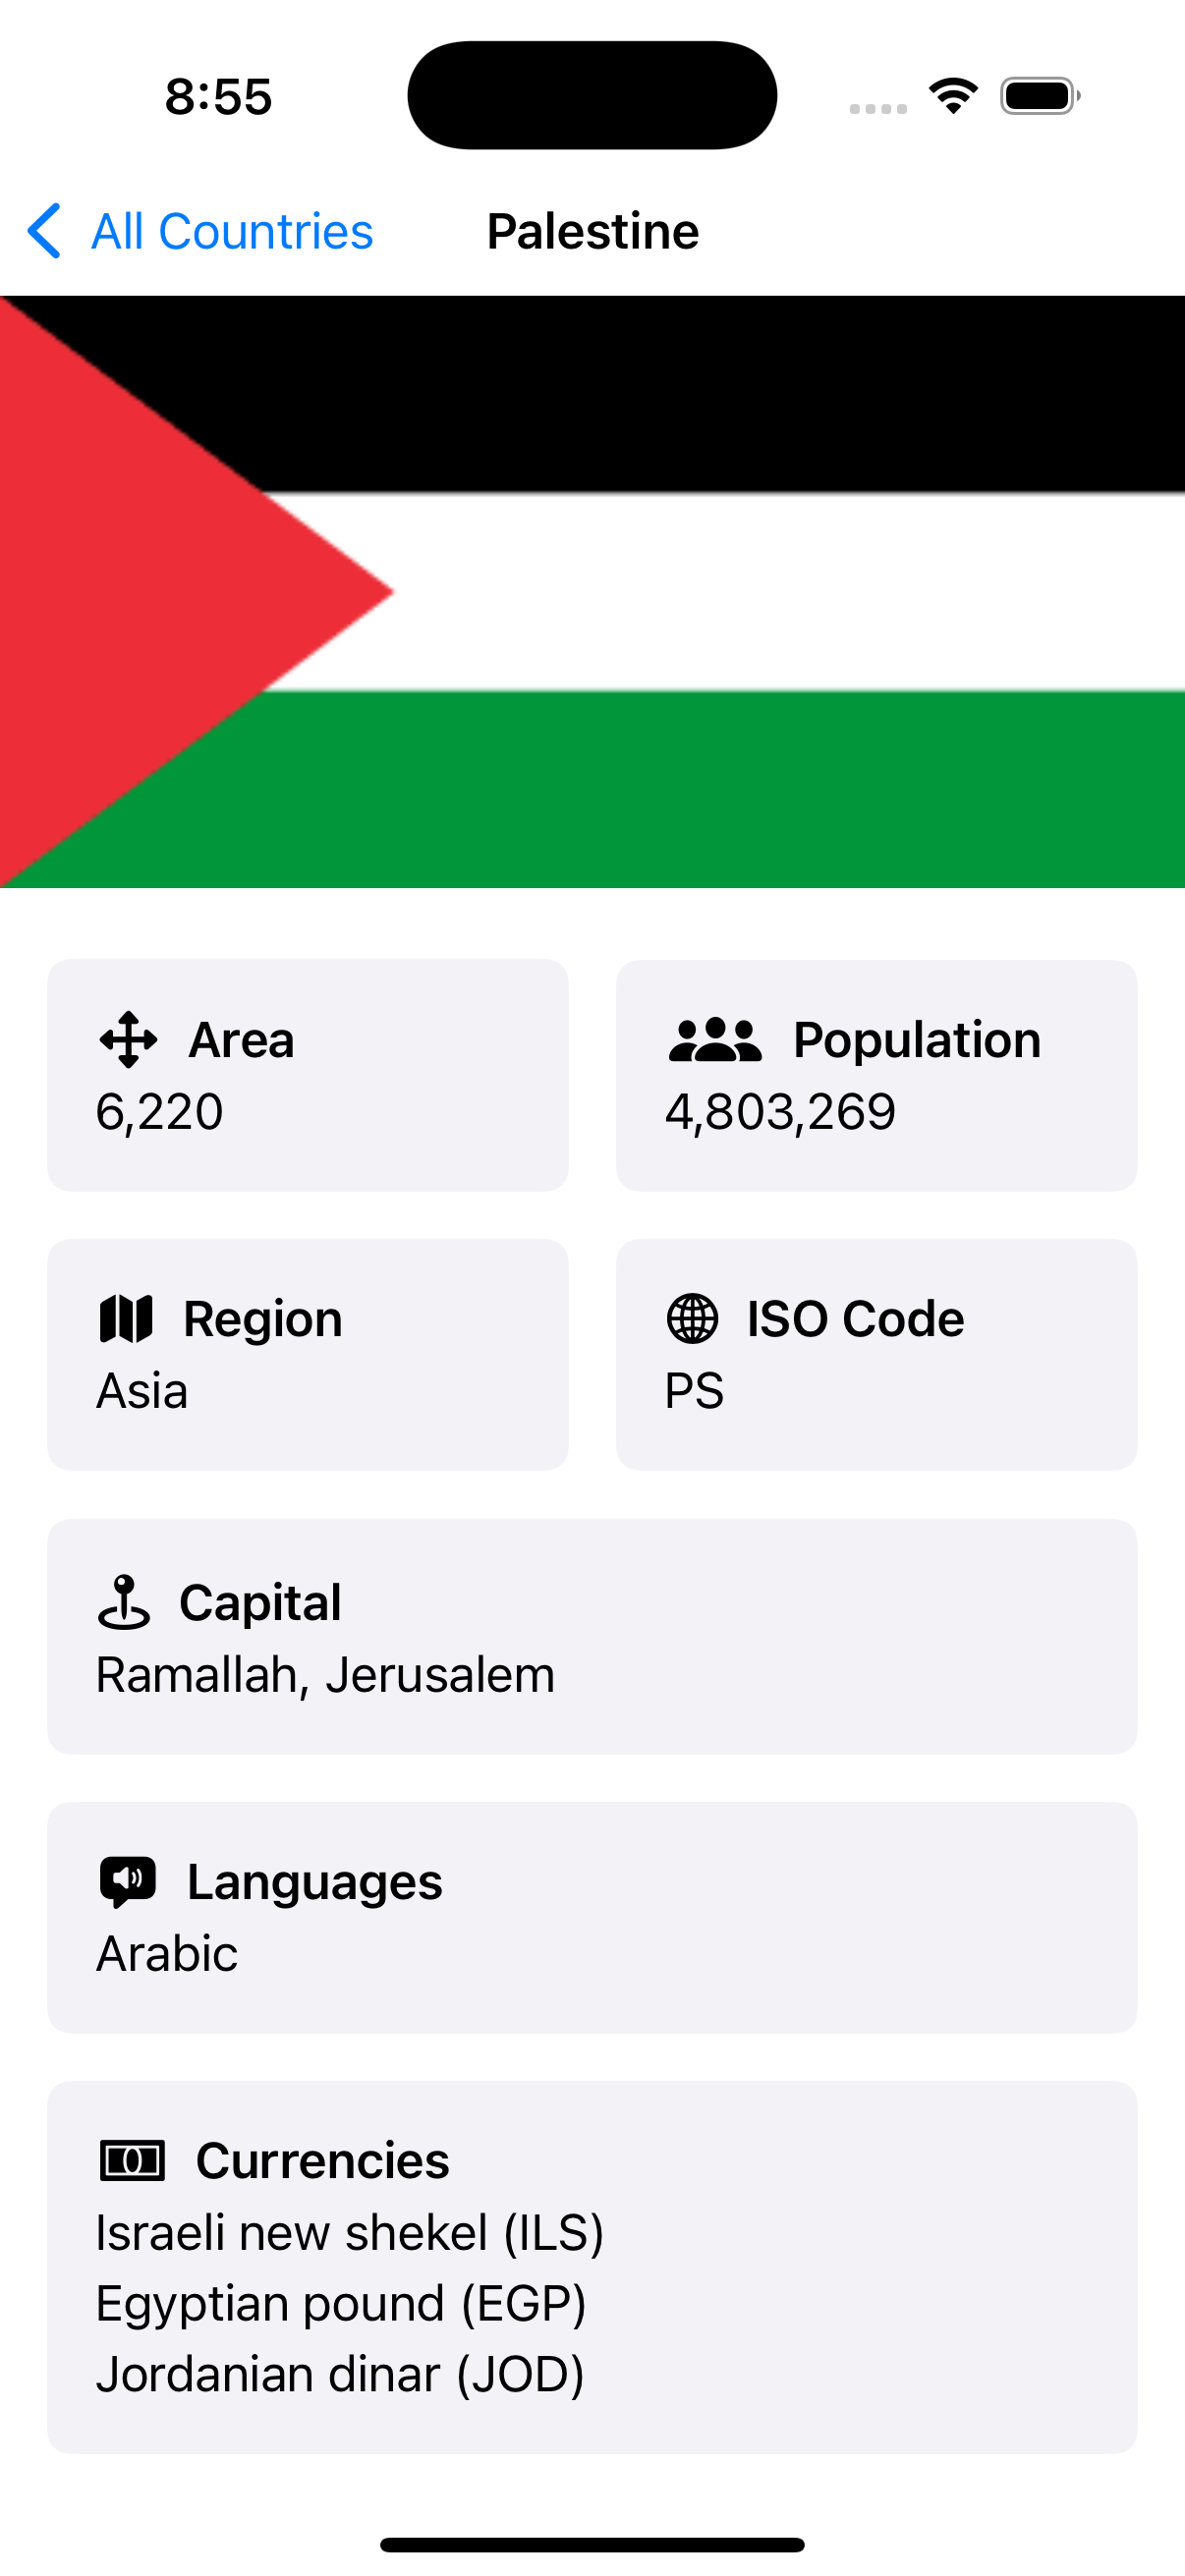 8:55
All Countries
Palestine
Area
6,220
Population
4,803,269
Region
Asia
ISO Code
PS
Capital
Ramallah, Jerusalem
Languages
Arabic
Currencies
Israeli new shekel (ILS)
Egyptian pound (EGP)
Jordanian dinar (JOD)